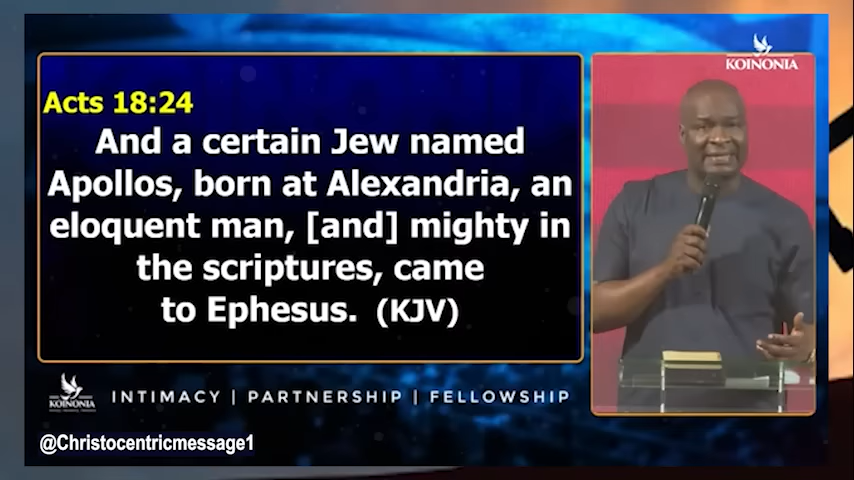 KOINONIA
Acts 18:24
And a certain Jew named
Apollos, born at Alexandria, an
eloquent man, [and] mighty in
the scriptures, came
to Ephesus. (KJV)
KOINONIA
INTIMACY | PARTNERSHIP | FELLOWSHIP
@Christocentricmessage1